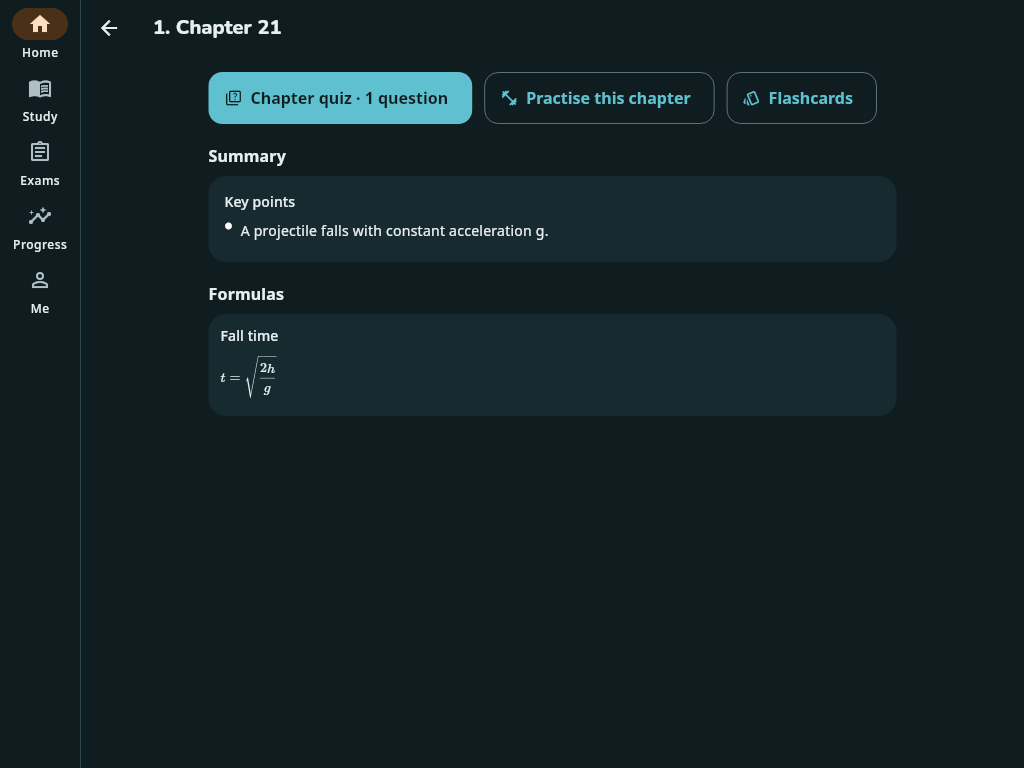 Home
Study
Exams
Progress
Me
1. Chapter 21
Chapter quiz · 1 question
Practise this chapter
Flashcards
Summary
Key points
A projectile falls with constant acceleration g.
Formulas
Fall time
t = √(2h/g)